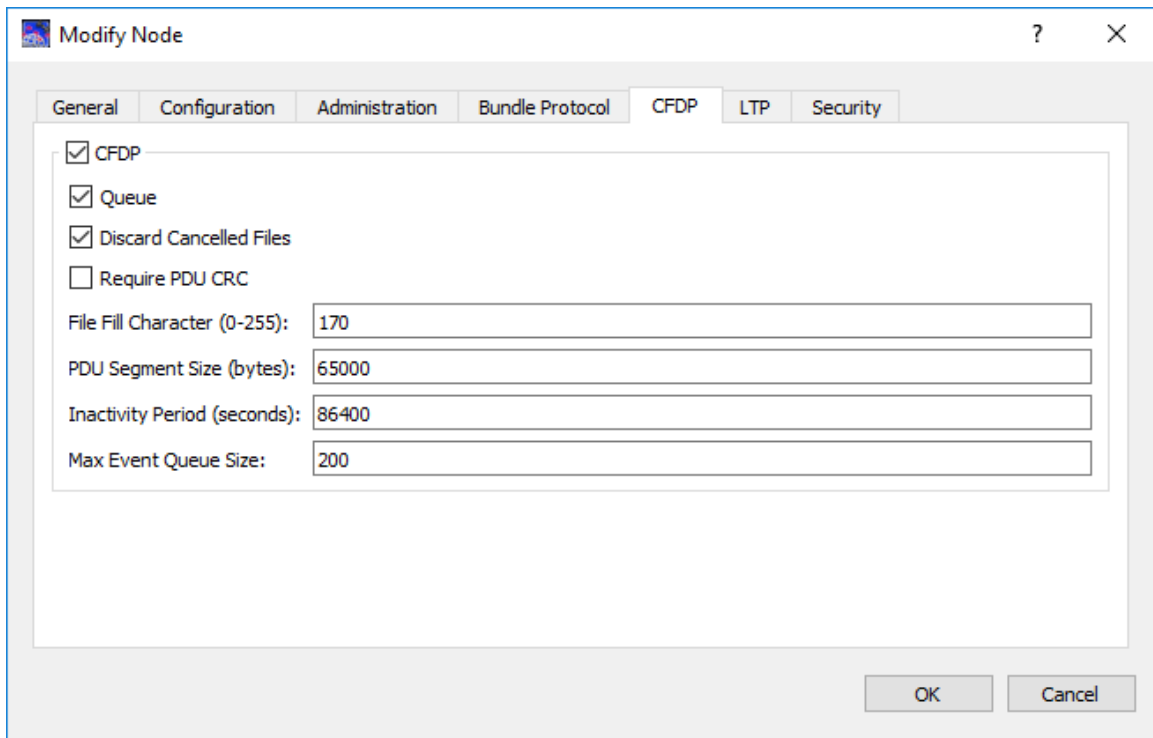 Modify Node ?
General Configuration Administration Bundle Protocol CFDP LTP Security
CFDP
Queue
Discard Cancelled Files
Require PDU CRC
File Fill Character (0-255): 170
PDU Segment Size (bytes): 65000
Inactivity Period (seconds): 86400
Max Event Queue Size: 200
OK Cancel